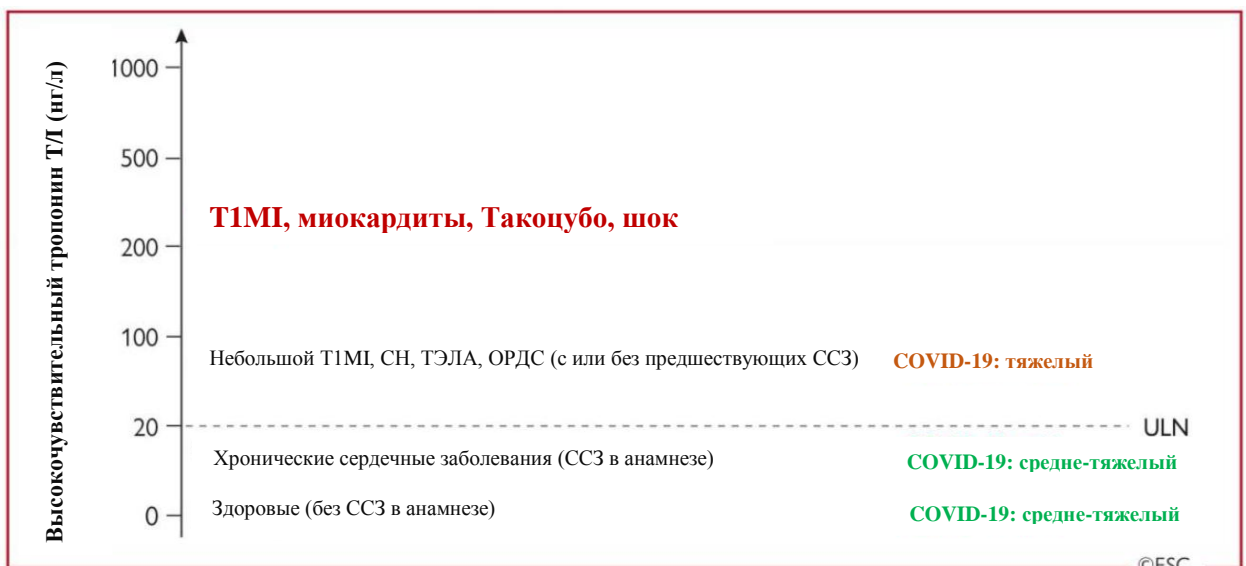 Высокочувствительный тропонин Т/I (нг/л)
1000
500
T1MI, миокардиты, Такоцубо, шок
200
100
Небольшой T1MI, СН, ТЭЛА, ОРДС (с или без предшествующих ССЗ) COVID-19: тяжелый
20 ULN
Хронические сердечные заболевания (ССЗ в анамнезе) COVID-19: средне-тяжелый
Здоровые (без ССЗ в анамнезе) COVID-19: средне-тяжелый
0
©ESC